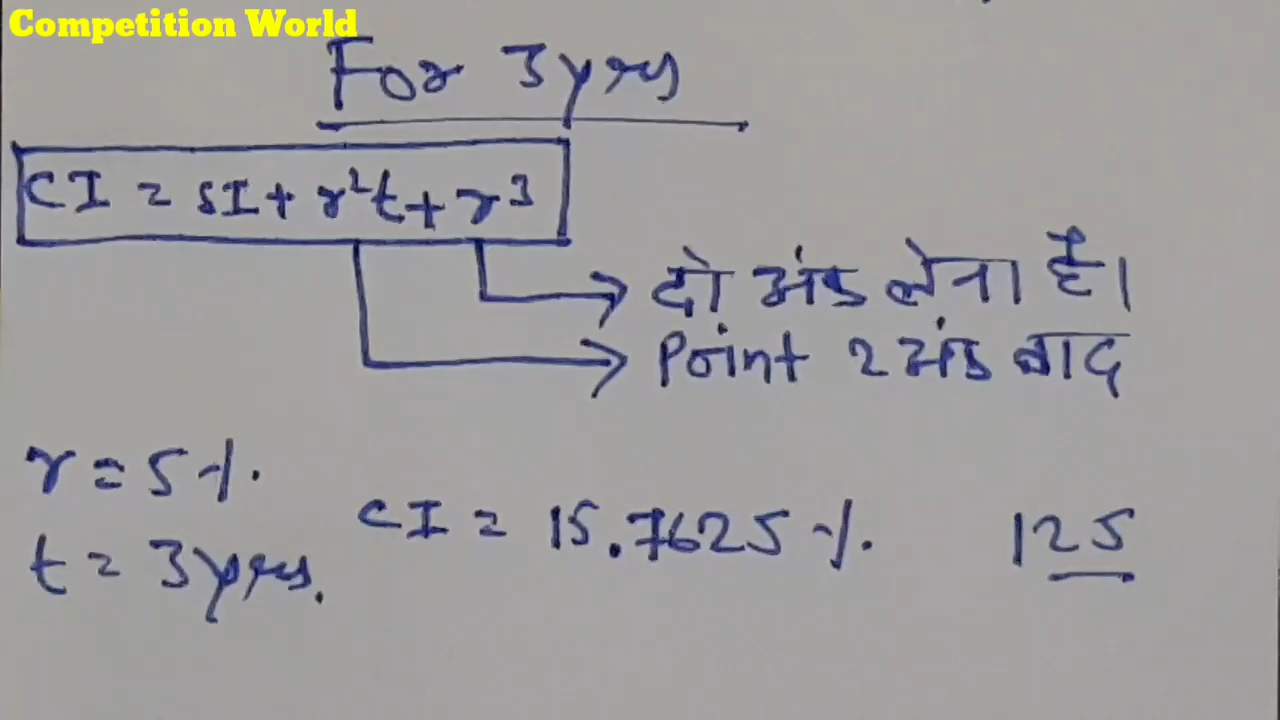 Competition World
For 3yrs
CI = SI + r²t + r³
दो अंक लेना है।
Point 2 अंक बाद
r = 5 %.
t = 3yrs.
CI = 15.7625 %.
125